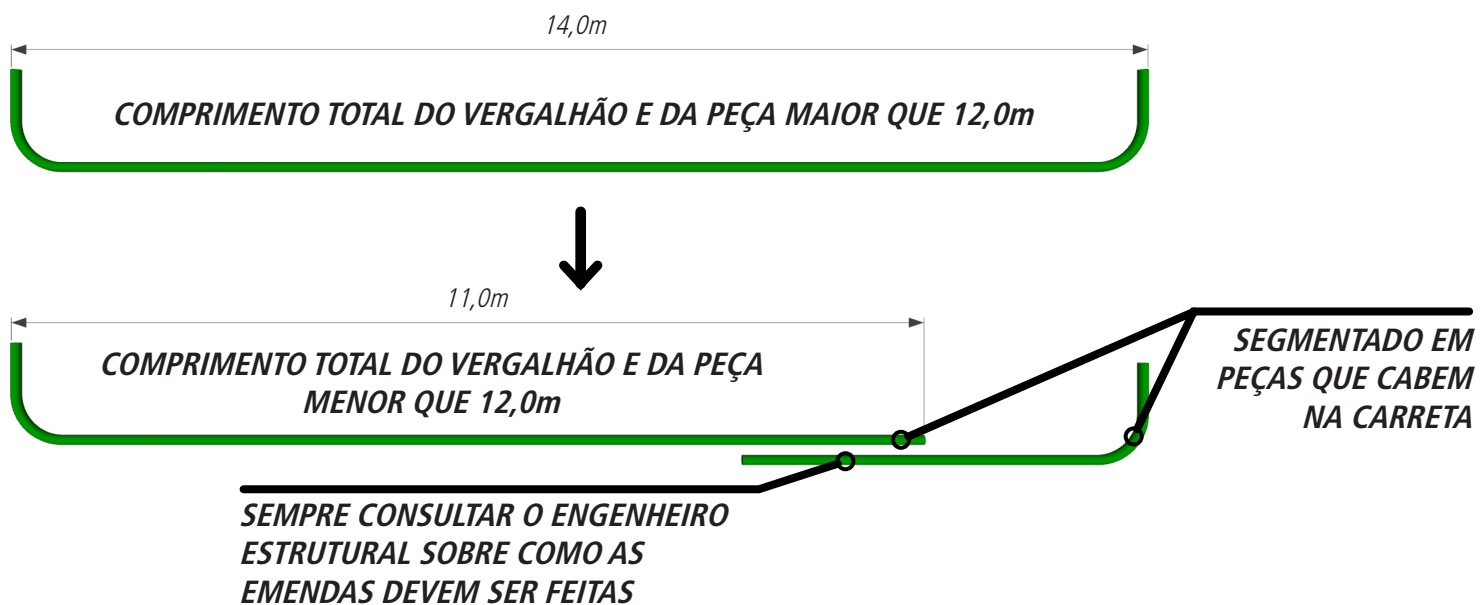 14,0m
COMPRIMENTO TOTAL DO VERGALHÃO E DA PEÇA MAIOR QUE 12,0m
11,0m
COMPRIMENTO TOTAL DO VERGALHÃO E DA PEÇA
MENOR QUE 12,0m
SEGMENTADO EM
PEÇAS QUE CABEM
NA CARRETA
SEMPRE CONSULTAR O ENGENHEIRO
ESTRUTURAL SOBRE COMO AS
EMENDAS DEVEM SER FEITAS